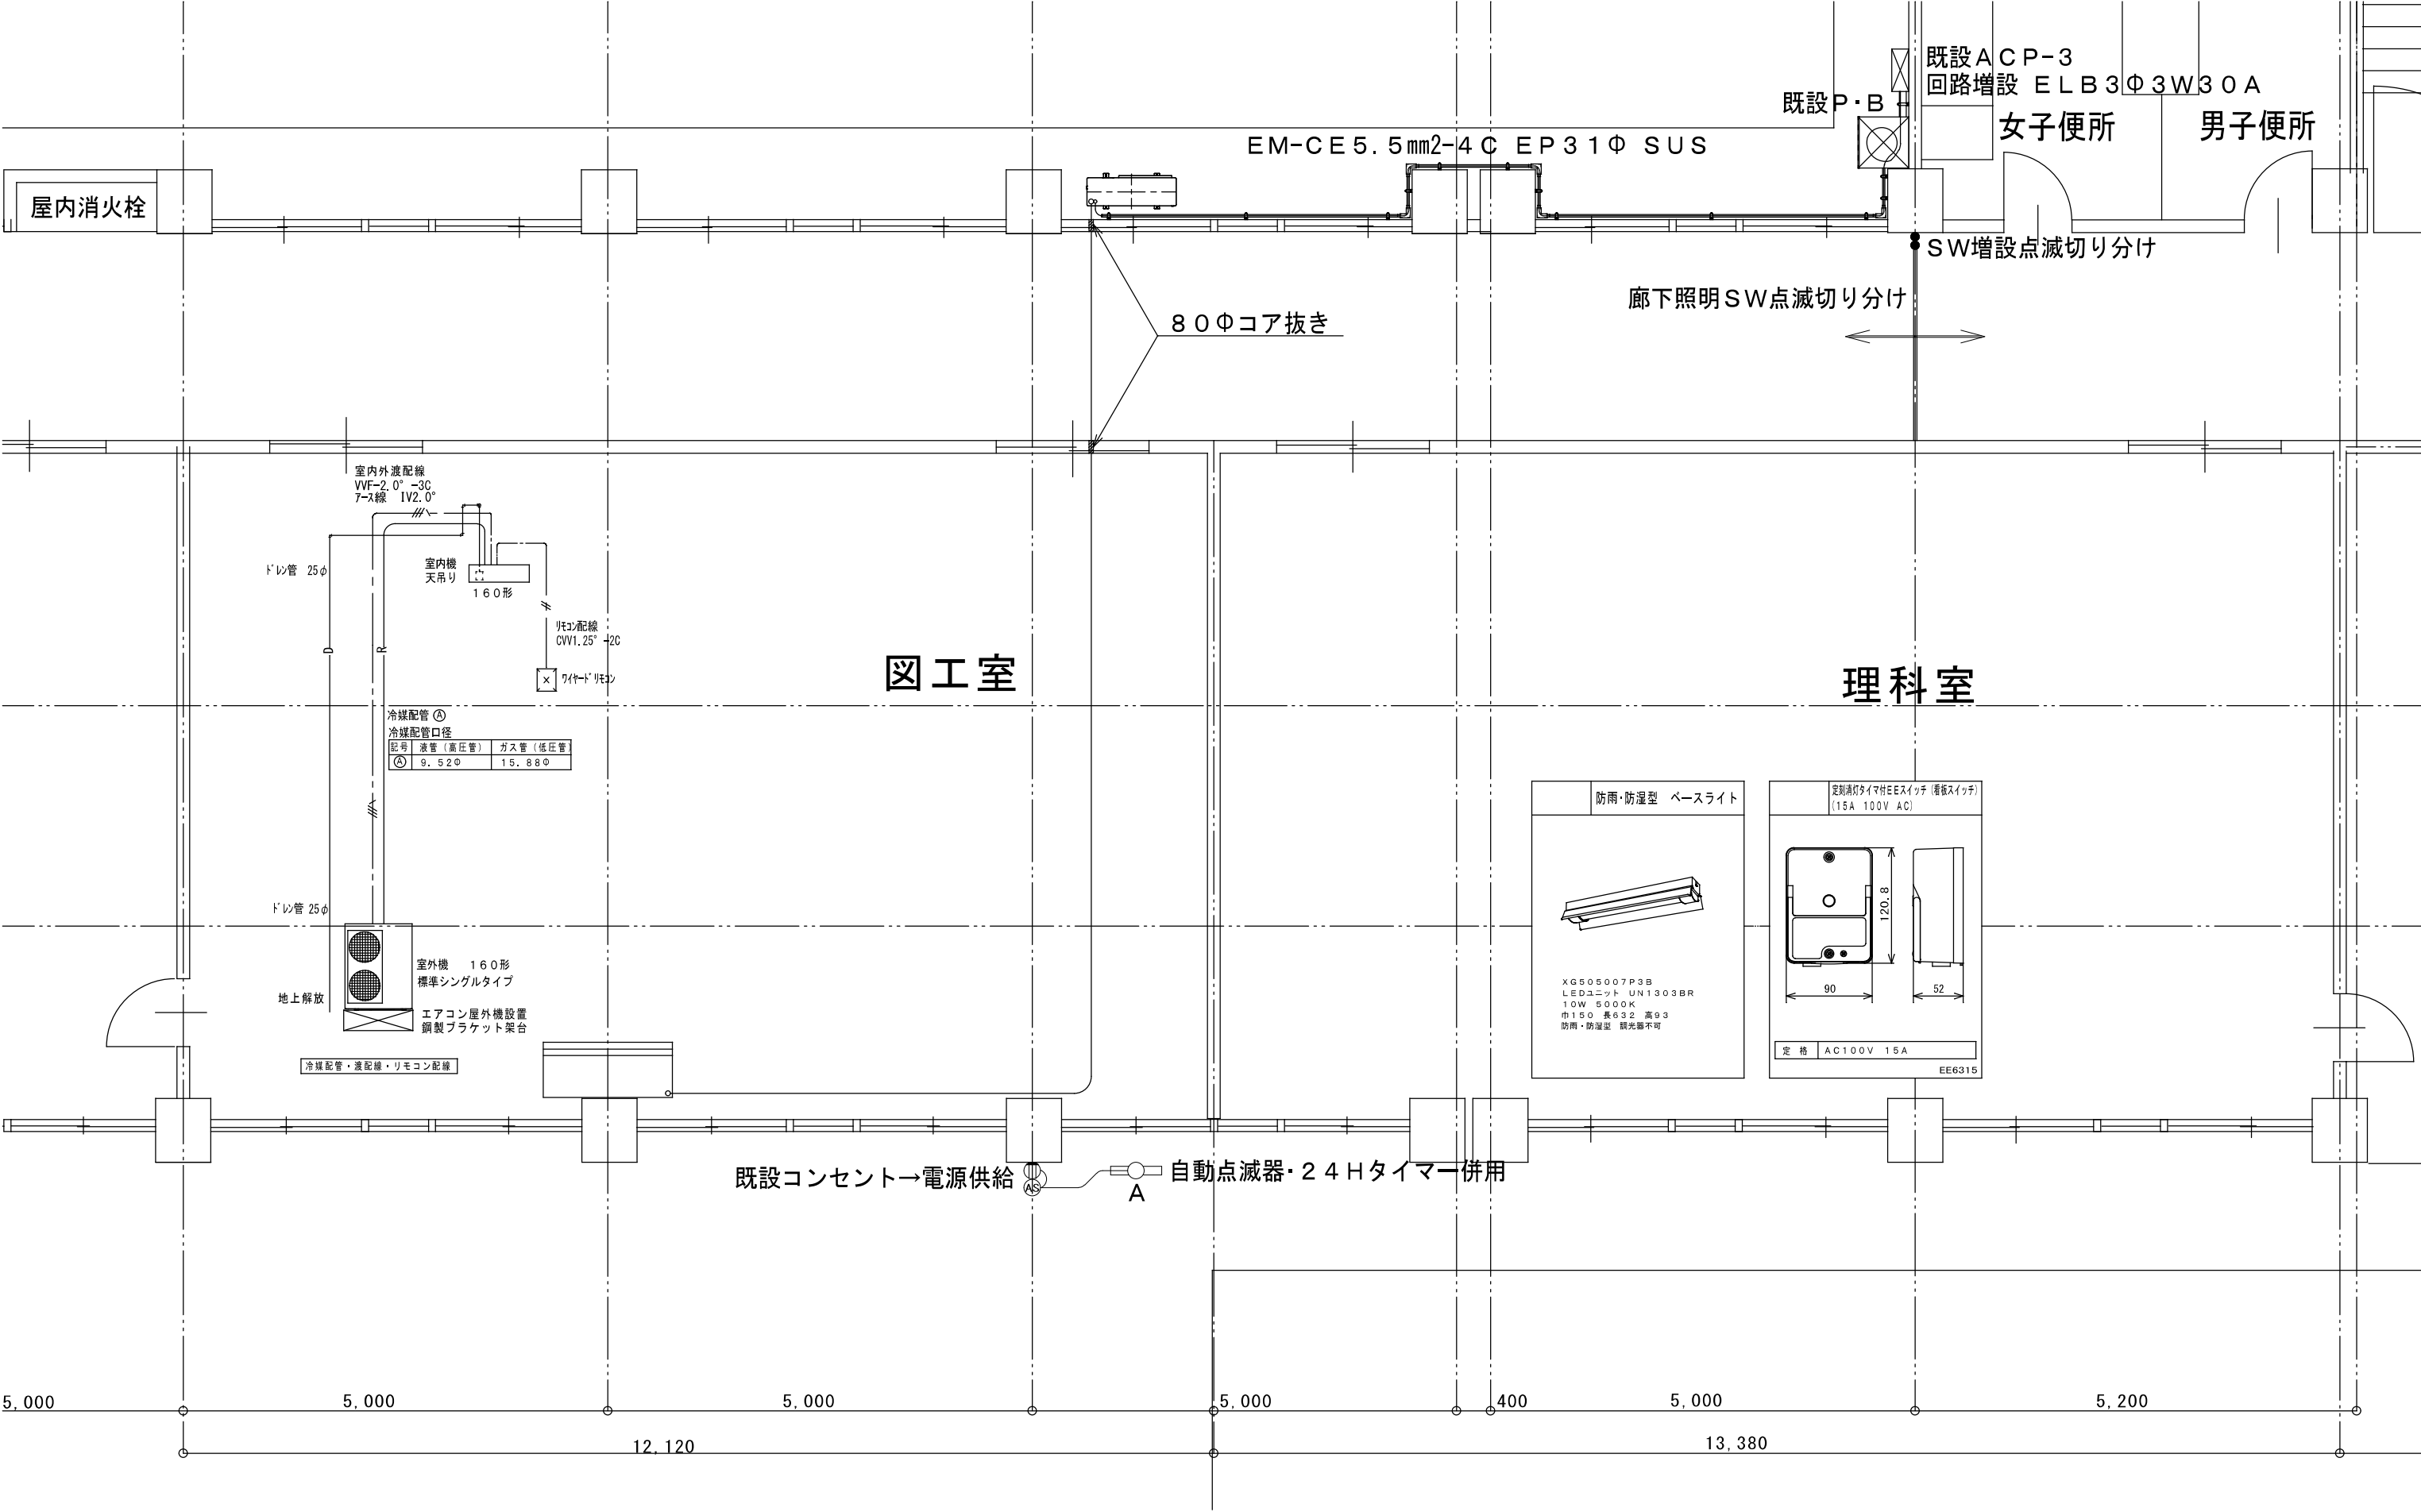 既設ACP-3
回路増設 ELB3Φ3W30A
既設P・B
女子便所
男子便所
EM-CE5.5mm2-4C EP31Φ SUS
屋内消火栓
SW増設点滅切り分け
廊下照明SW点滅切り分け
80Φコア抜き
室内外渡配線
VVF-2.0°-3C
アース線 IV2.0°
ドレン管 25φ
室内機
天吊り
160形
リモコン配線
CVV1.25°-2C
D
R
ワイヤードリモコン
図工室
理科室
冷媒配管 Ⓐ
冷媒配管口径
記号 液管(高圧管) ガス管(低圧管)
Ⓐ 9.52Φ 15.88Φ
防雨・防湿型 ベースライト
定刻消灯タイマ付EEスイッチ(看板スイッチ)
(15A 100V AC)
120.8
90
52
ドレン管 25φ
室外機 160形
標準シングルタイプ
地上解放
エアコン屋外機設置
鋼製ブラケット架台
冷媒配管・渡配線・リモコン配線
XG505007P3B
LEDユニット UN1303BR
10W 5000K
巾150 長632 高93
防雨・防湿型 調光器不可
定格 AC100V 15A
EE6315
既設コンセント→電源供給
AS
A
自動点滅器・24Hタイマー併用
5,000
5,000
5,000
5,000
400
5,000
5,200
12,120
13,380